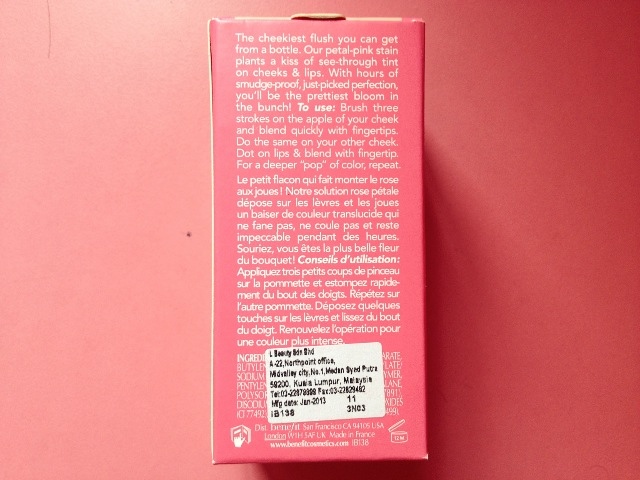 The cheekiest flush you can get
from a bottle. Our petal-pink stain
plants a kiss of see-through tint
on cheeks & lips. With hours of
smudge-proof, just-picked perfection,
you'll be the prettiest bloom in
the bunch! To use: Brush three
strokes on the apple of your cheek
and blend quickly with fingertips.
Do the same on your other cheek.
Dot on lips & blend with fingertip.
For a deeper "pop" of color, repeat.
Le petit flacon qui fait monter le rose
aux joues! Notre solution rose pétale
dépose sur les lèvres et les joues
un baiser de couleur translucide qui
ne fane pas, ne coule pas et reste
impeccable pendant des heures.
Souriez, vous êtes la plus belle fleur
du bouquet! Conseils d'utilisation:
Appliquez trois petits coups de pinceau
sur la pommette et estompez rapide-
ment du bout des doigts. Répétez sur
l'autre pommette. Déposez quelques
touches sur les lèvres et lissez du bout
du doigt. Renouvelez l'opération pour
une couleur plus intense.
L Beauty Sdn Bhd
A-22,Northpoint office,
Midvalley city,No.1,Medan Syed Putra
59200, Kuala Lumpur, Malaysia
Mfg date: Jan-2013 11
IB138 3N03
Dist. benefit San Francisco CA 94105 USA
London W1H 5AF UK Made in France
www.benefitcosmetics.com IB138